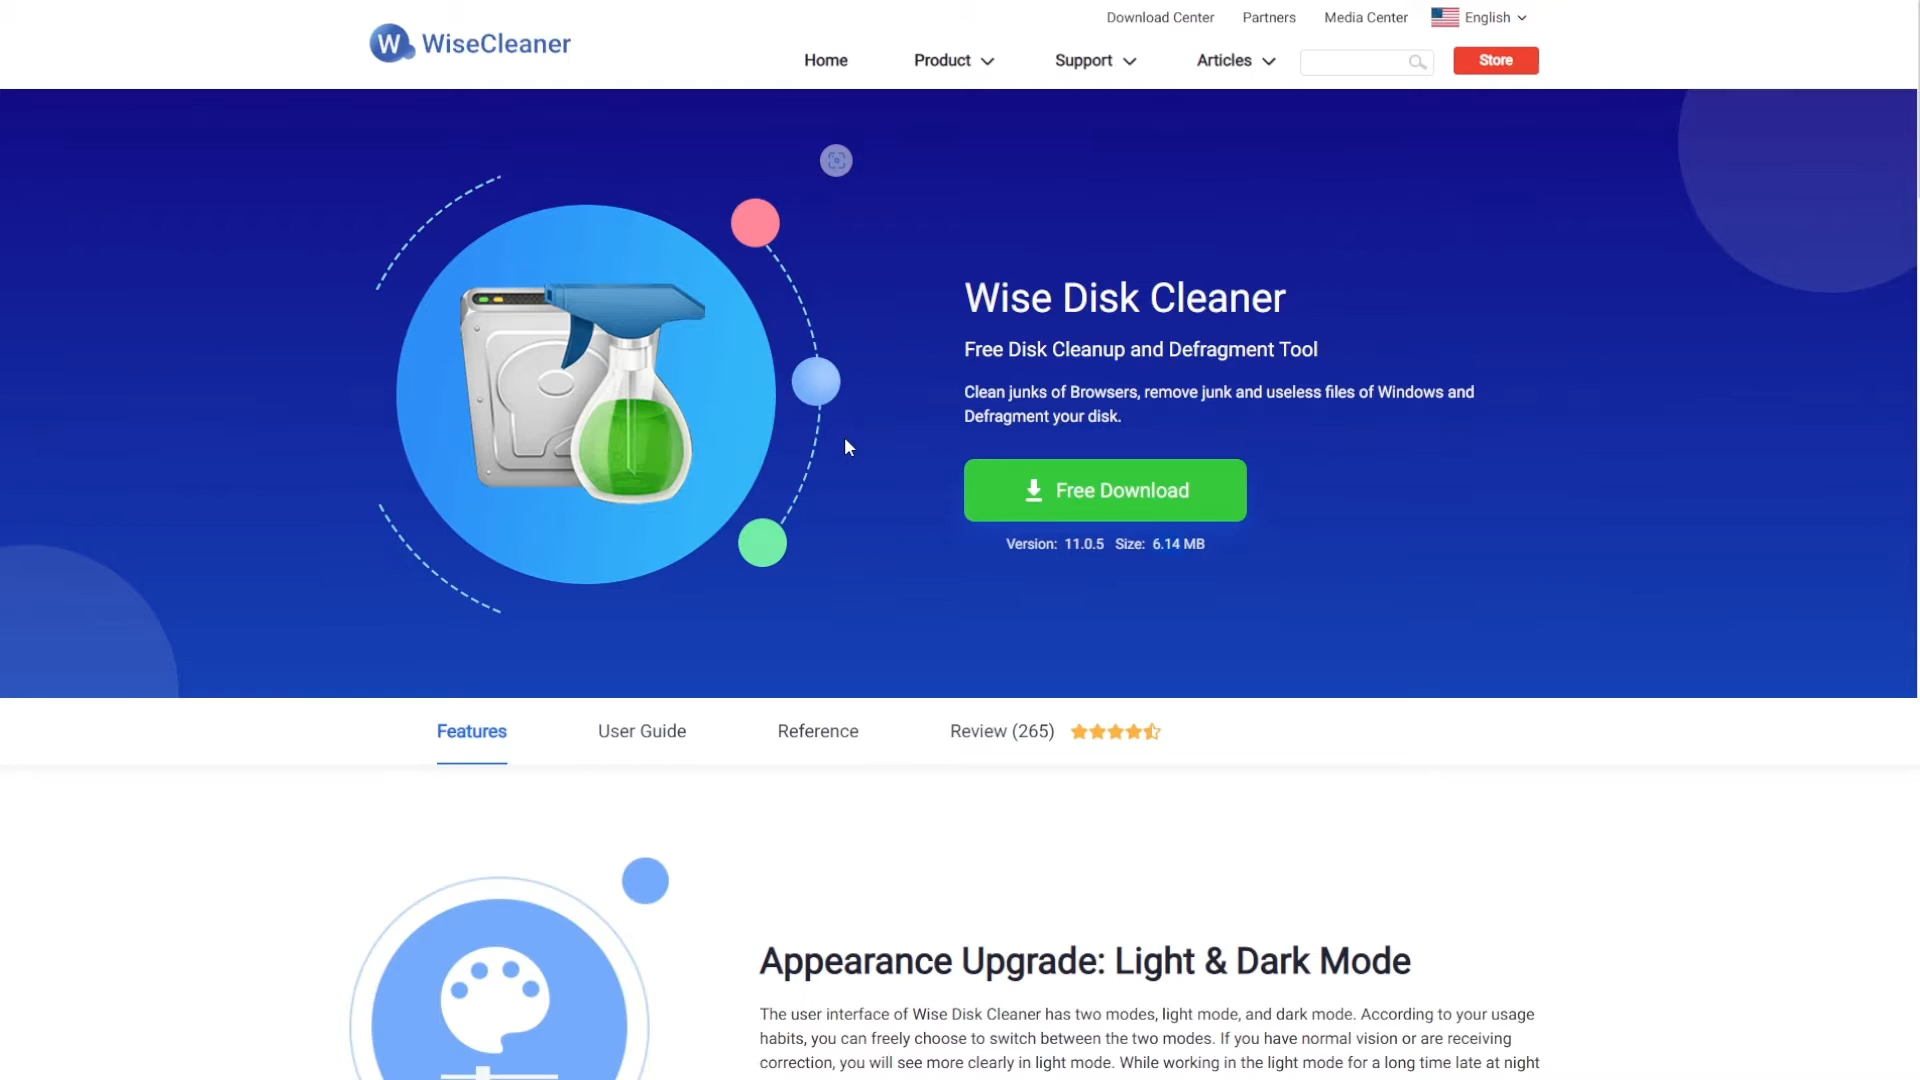 Download Center Partners Media Center English
W WiseCleaner
Home Product Support Articles Store
Wise Disk Cleaner
Free Disk Cleanup and Defragment Tool
Clean junks of Browsers, remove junk and useless files of Windows and
Defragment your disk.
Free Download
Version: 11.0.5 Size: 6.14 MB
Features User Guide Reference Review (265)
Appearance Upgrade: Light & Dark Mode
The user interface of Wise Disk Cleaner has two modes, light mode, and dark mode. According to your usage
habits, you can freely choose to switch between the two modes. If you have normal vision or are receiving
correction, you will see more clearly in light mode. While working in the light mode for a long time late at night